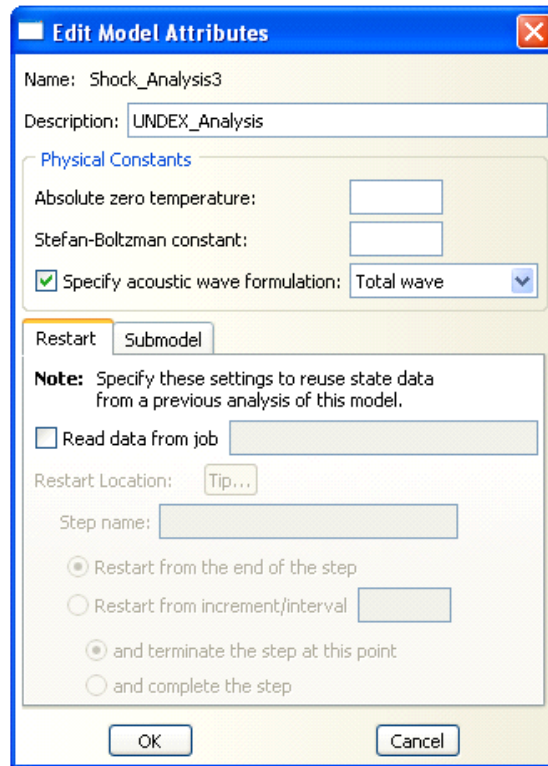 Edit Model Attributes
Name: Shock_Analysis3
Description: UNDEX_Analysis
Physical Constants
Absolute zero temperature:
Stefan-Boltzman constant:
Specify acoustic wave formulation: Total wave
Restart Submodel
Note: Specify these settings to reuse state data
from a previous analysis of this model.
Read data from job
Restart Location: Tip...
Step name:
Restart from the end of the step
Restart from increment/interval
and terminate the step at this point
and complete the step
OK Cancel